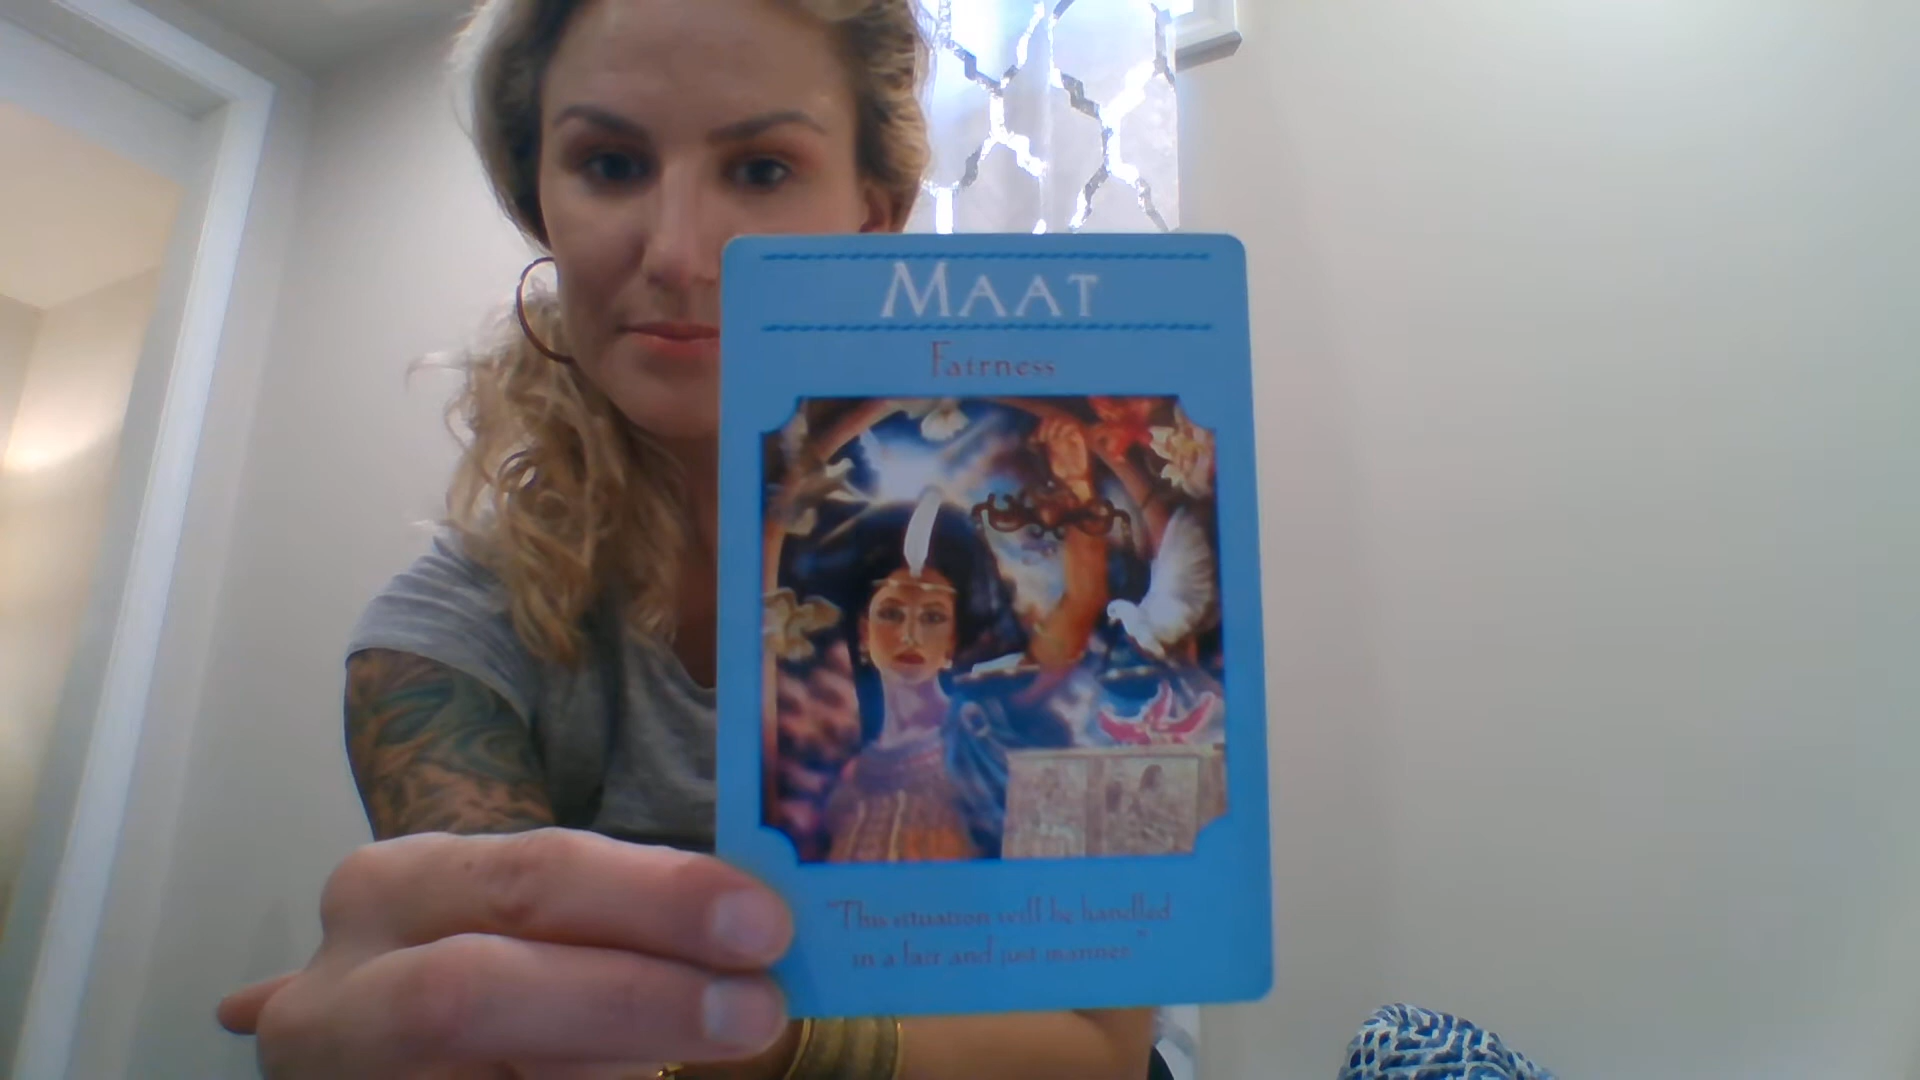 MAAT
Fairness
"This situation will be handled
in a fair and just manner."